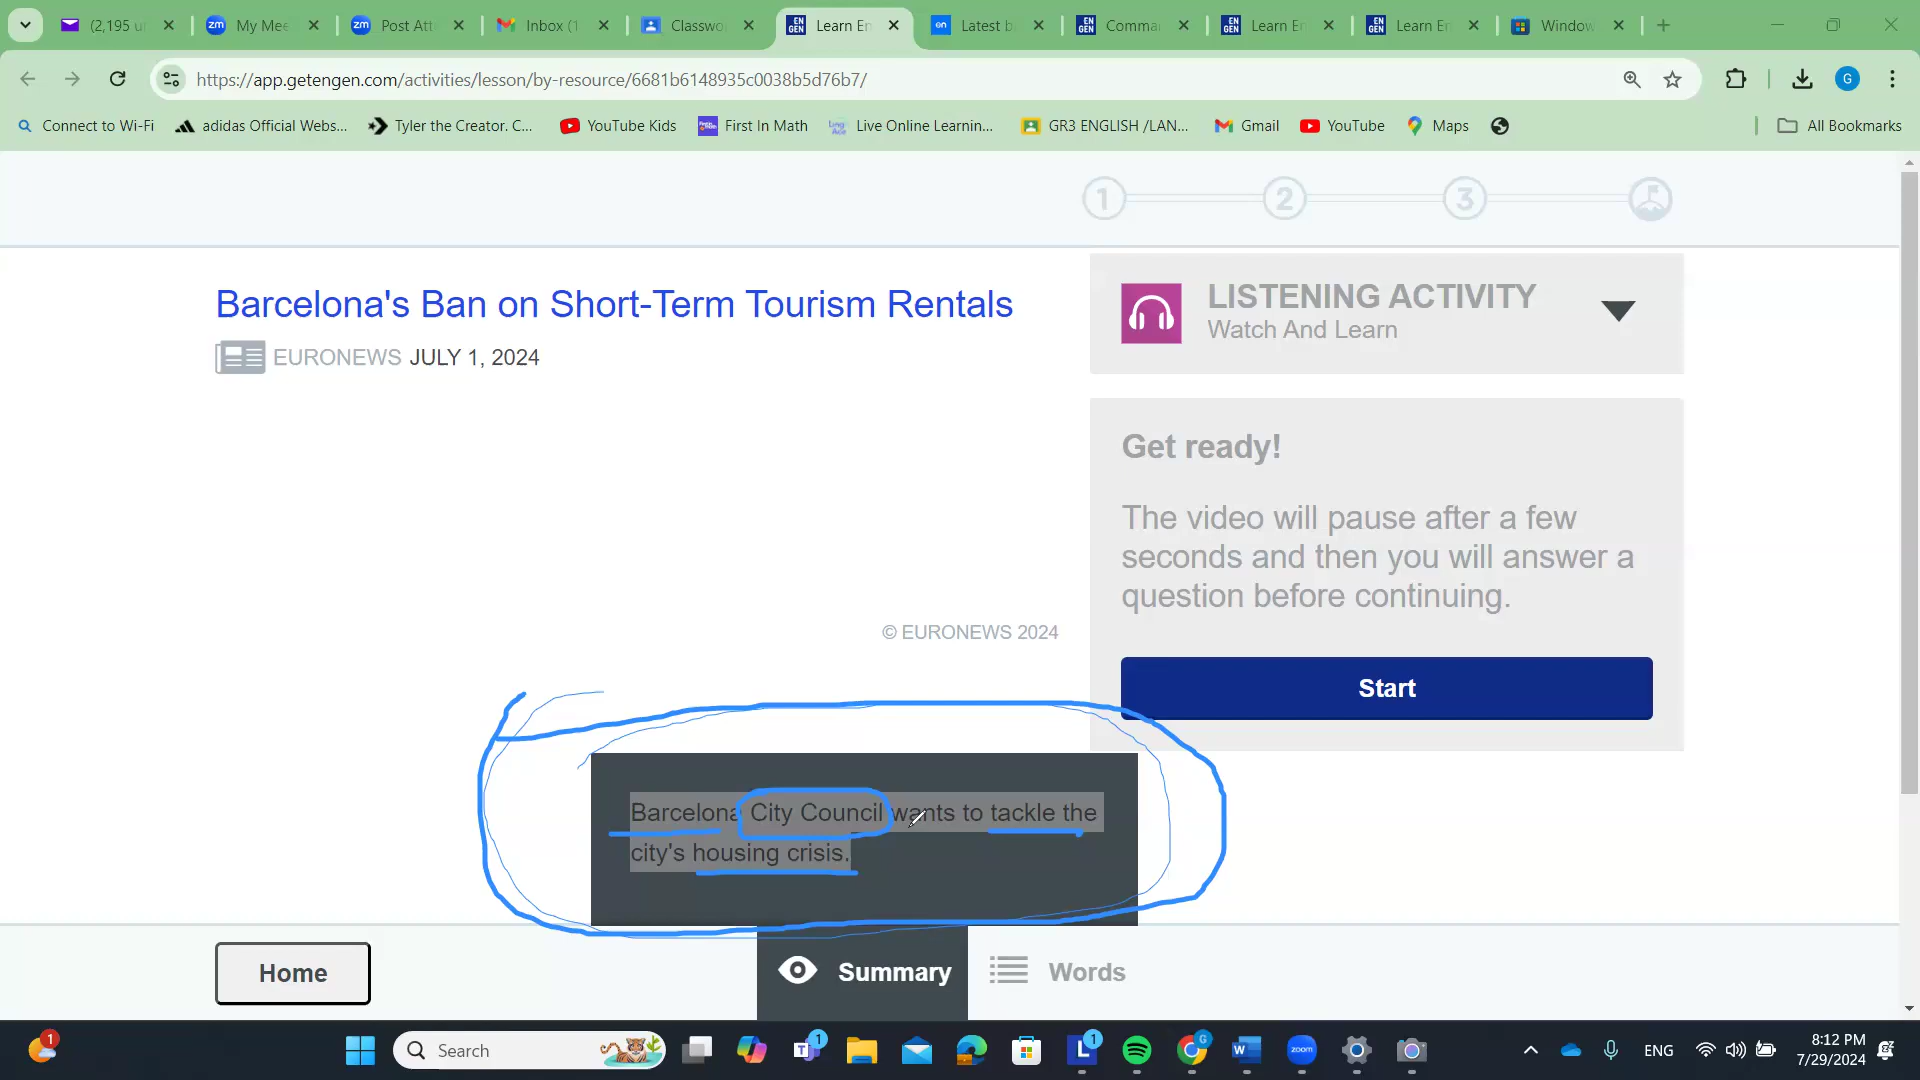 (2,195 u
My Mee
Post Att
Inbox (1
Classwo
Learn En
Latest b
Comma
Learn En
Learn En
Window
https://app.getengen.com/activities/lesson/by-resource/6681b6148935c0038b5d76b7/
Connect to Wi-Fi
adidas Official Webs...
Tyler the Creator. C...
YouTube Kids
First In Math
Live Online Learnin...
GR3 ENGLISH /LAN...
Gmail
YouTube
Maps
All Bookmarks
1 2 3
Barcelona's Ban on Short-Term Tourism Rentals
EURONEWS JULY 1, 2024
LISTENING ACTIVITY
Watch And Learn
Get ready!
The video will pause after a few
seconds and then you will answer a
question before continuing.
© EURONEWS 2024
Start
Barcelona City Council wants to tackle the
city's housing crisis.
Home
Summary
Words
Search
ENG
8:12 PM
7/29/2024